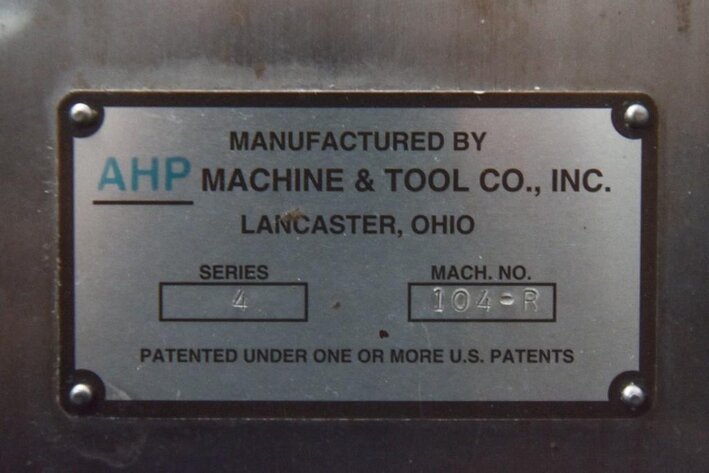 MANUFACTURED BY
AHP MACHINE & TOOL CO., INC.
LANCASTER, OHIO
SERIES MACH. NO.
4 104-R
PATENTED UNDER ONE OR MORE U.S. PATENTS